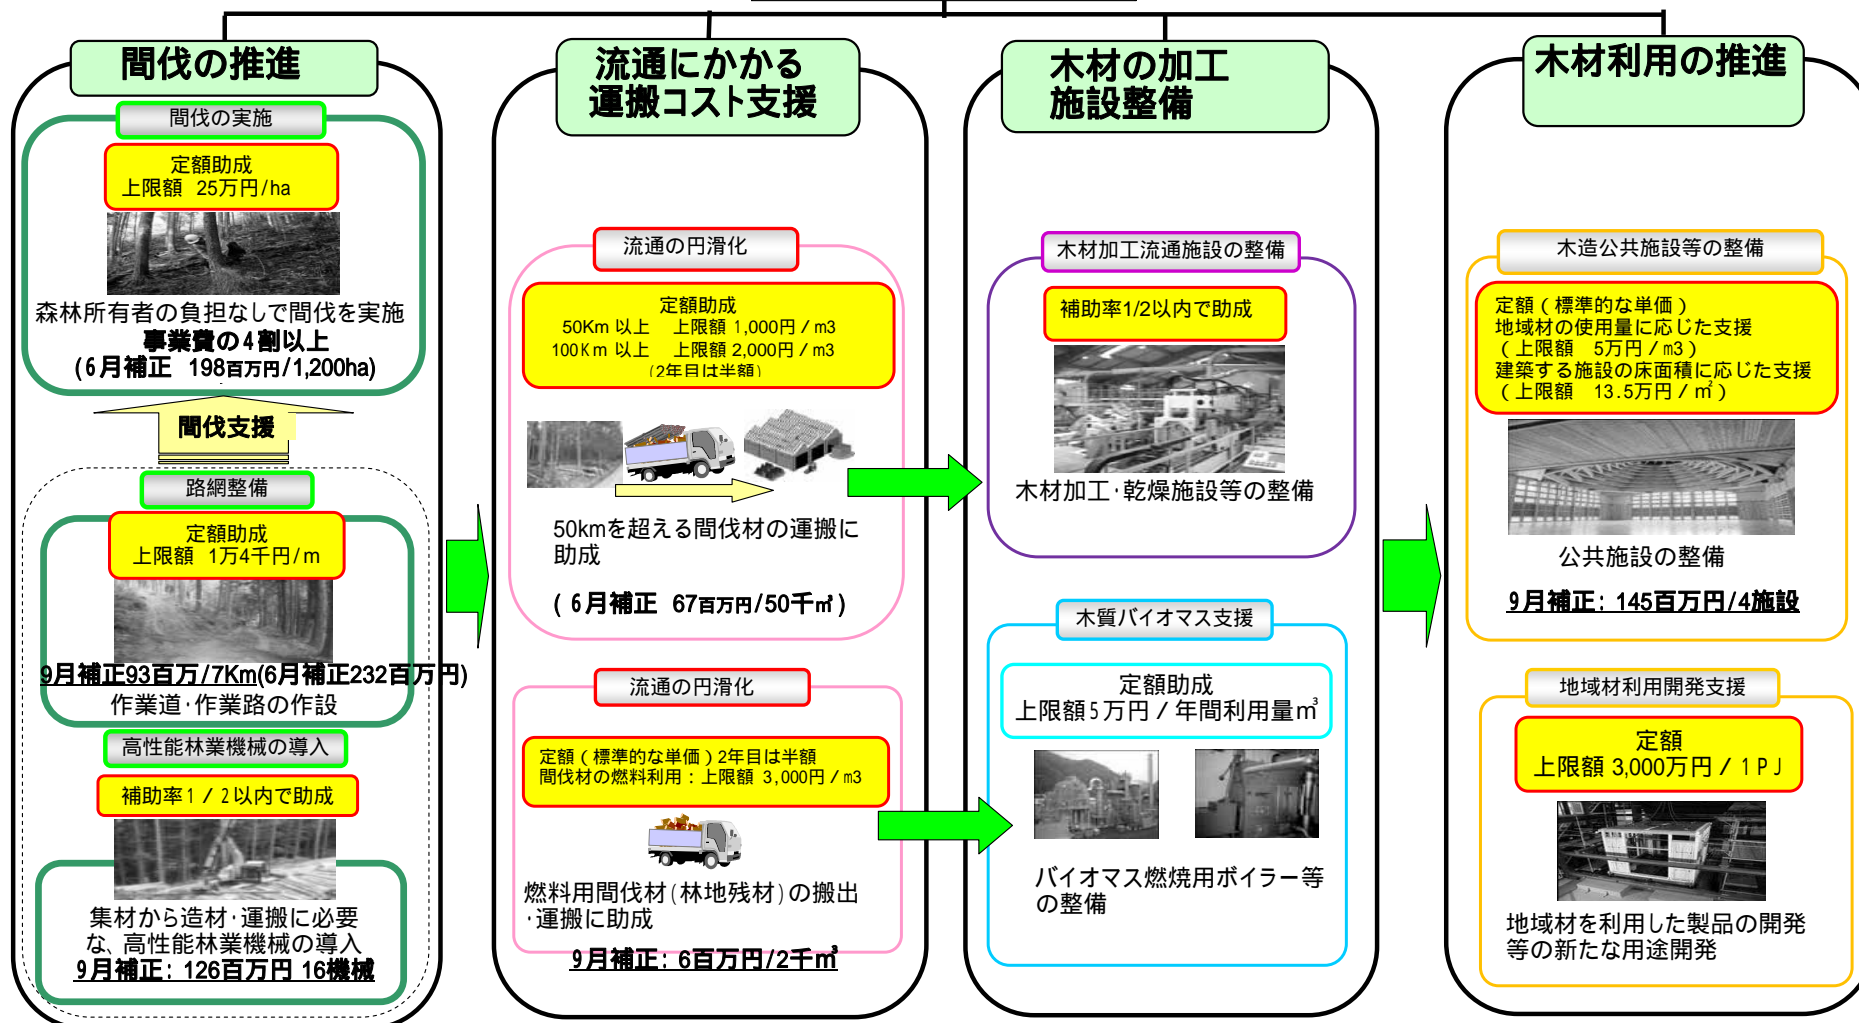 間伐の推進
間伐の実施
定額助成
上限額 25万円/ha
森林所有者の負担なしで間伐を実施
事業費の4割以上
(6月補正 198百万円/1,200ha)
間伐支援
路網整備
定額助成
上限額 1万4千円/m
9月補正93百万/7Km(6月補正232百万円)
作業道・作業路の作設
高性能林業機械の導入
補助率1/2以内で助成
集材から造材・運搬に必要
な、高性能林業機械の導入
9月補正: 126百万円 16機械
流通にかかる
運搬コスト支援
流通の円滑化
定額助成
50Km 以上 上限額 1,000円/m3
100Km 以上 上限額 2,000円/m3
(2年目は半額)
50kmを超える間伐材の運搬に
助成
(6月補正 67百万円/50千㎥)
流通の円滑化
定額(標準的な単価)2年目は半額
間伐材の燃料利用:上限額 3,000円/m3
燃料用間伐材(林地残材)の搬出
・運搬に助成
9月補正: 6百万円/2千㎥
木材の加工
施設整備
木材加工流通施設の整備
補助率1/2以内で助成
木材加工・乾燥施設等の整備
木質バイオマス支援
定額助成
上限額5万円/年間利用量㎥
バイオマス燃焼用ボイラー等
の整備
木材利用の推進
木造公共施設等の整備
定額(標準的な単価)
地域材の使用量に応じた支援
(上限額 5万円/m3)
建築する施設の床面積に応じた支援
(上限額 13.5万円/㎡)
公共施設の整備
9月補正: 145百万円/4施設
地域材利用開発支援
定額
上限額 3,000万円/1PJ
地域材を利用した製品の開発
等の新たな用途開発